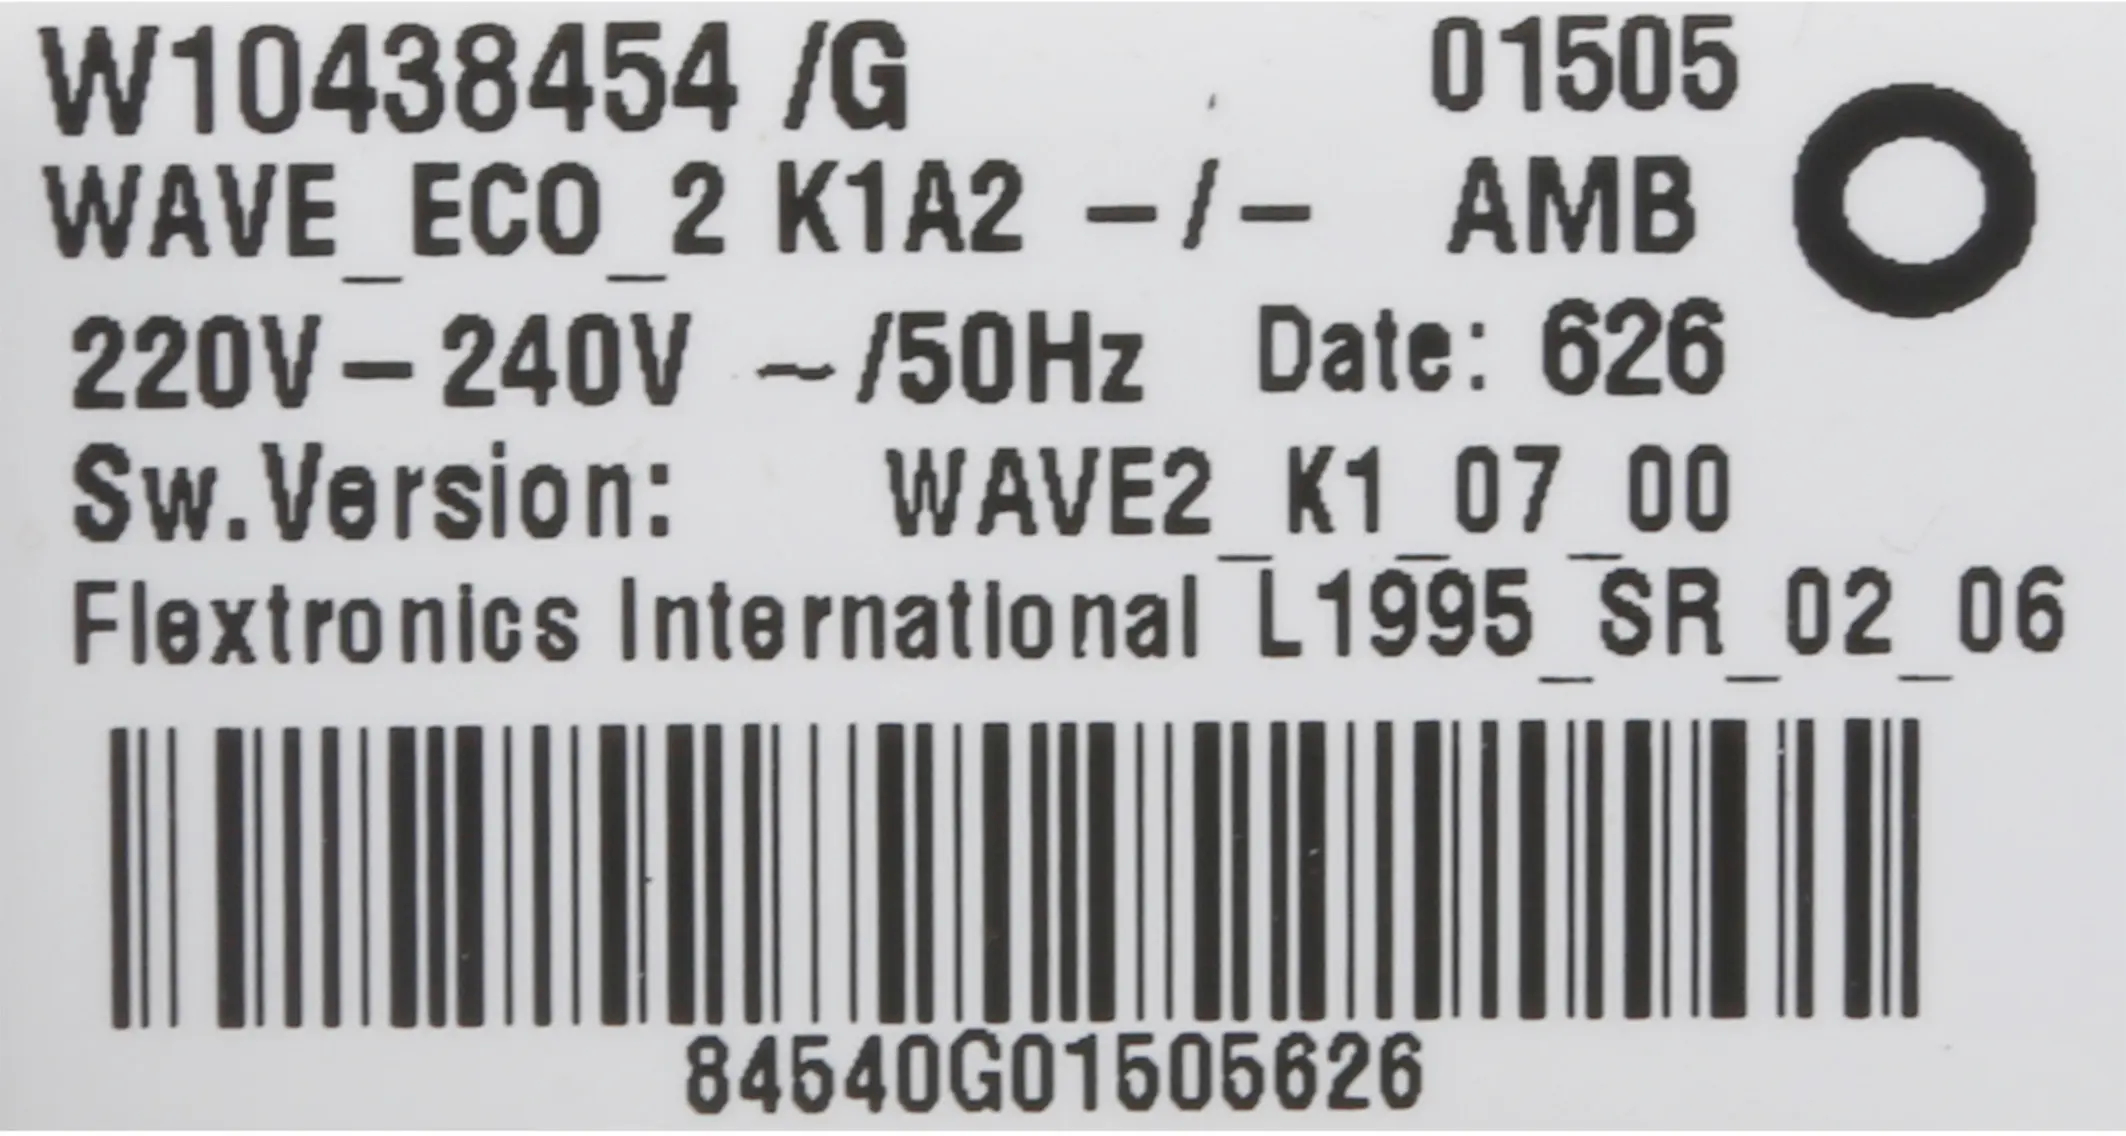 W10438454 /G 01505
WAVE_ECO_2 K1A2 -/- AMB
220V-240V ~/50Hz Date: 626
Sw.Version: WAVE2_K1_07_00
Flextronics International L1995_SR_02_06
84540G01505626